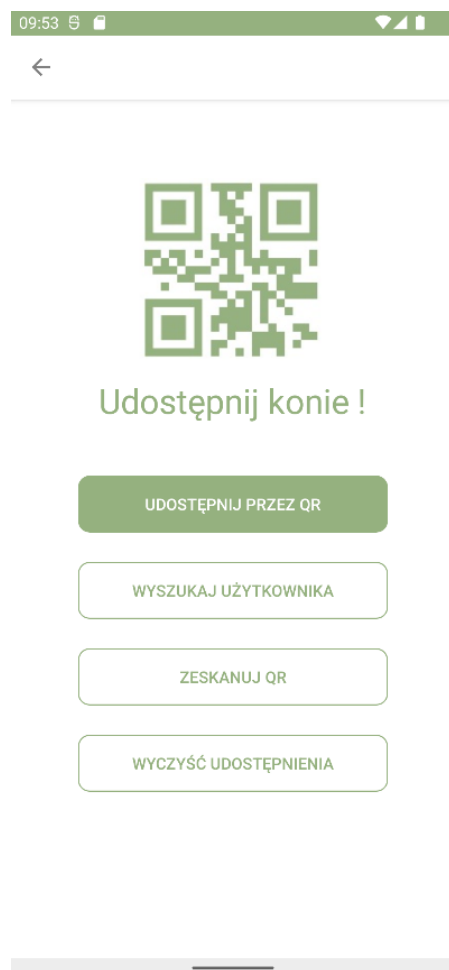 09:53
Udostępnij konie !
UDOSTĘPNIJ PRZEZ QR
WYSZUKAJ UŻYTKOWNIKA
ZESKANUJ QR
WYCZYŚĆ UDOSTĘPNIENIA